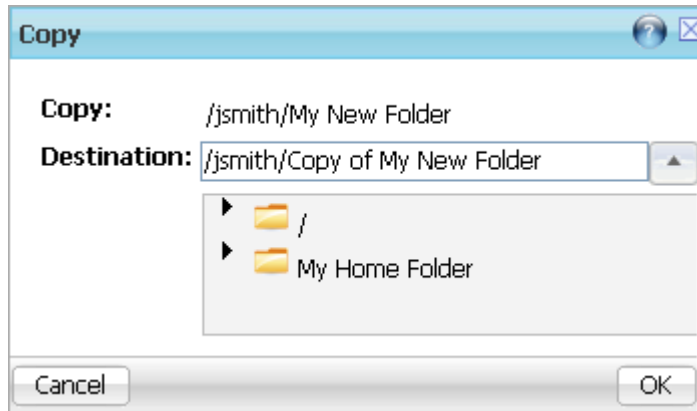 Copy
?
Copy: /jsmith/My New Folder
Destination: /jsmith/Copy of My New Folder
/
My Home Folder
Cancel OK